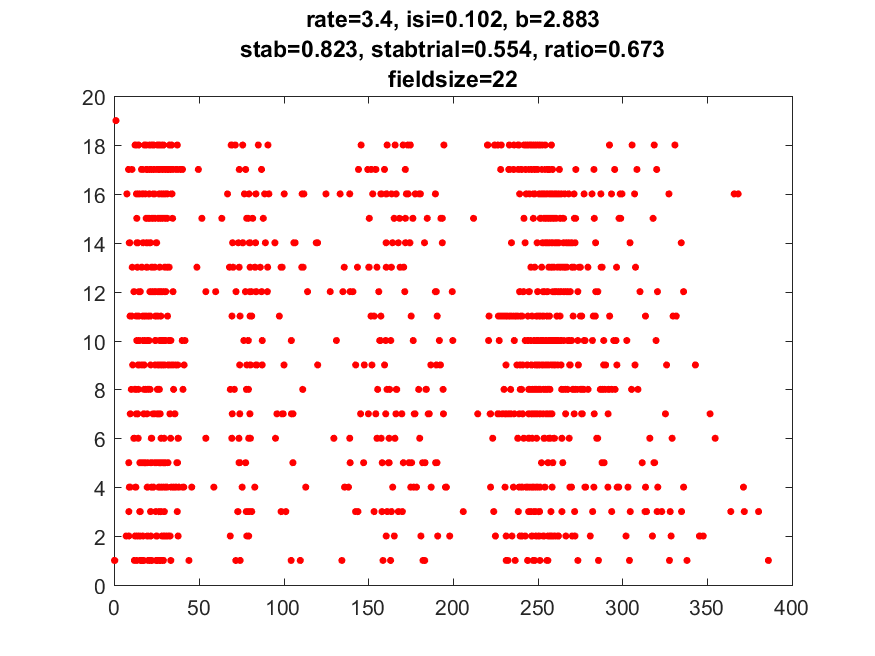 rate=3.4, isi=0.102, b=2.883
stab=0.823, stabtrial=0.554, ratio=0.673
fieldsize=22
20
18
16
14
12
10
8
6
4
2
0
0 50 100 150 200 250 300 350 400